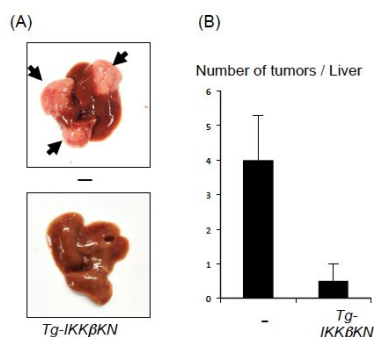 (A)
–
Tg-IKKβKN
(B)
Number of tumors / Liver
6
5
4
3
2
1
0
–
Tg-
IKKβKN